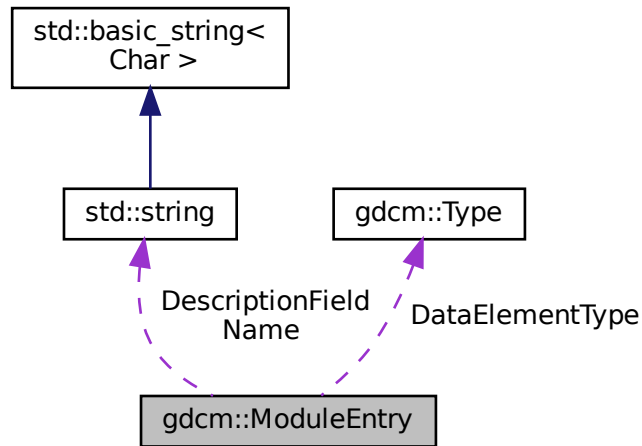 std::basic_string<
Char >
std::string
gdcm::Type
DescriptionField
Name
DataElementType
gdcm::ModuleEntry